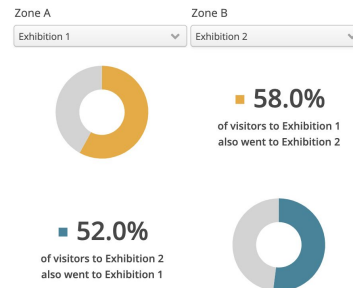 Zone A
Zone B
Exhibition 1
Exhibition 2
58.0%
of visitors to Exhibition 1
also went to Exhibition 2
52.0%
of visitors to Exhibition 2
also went to Exhibition 1